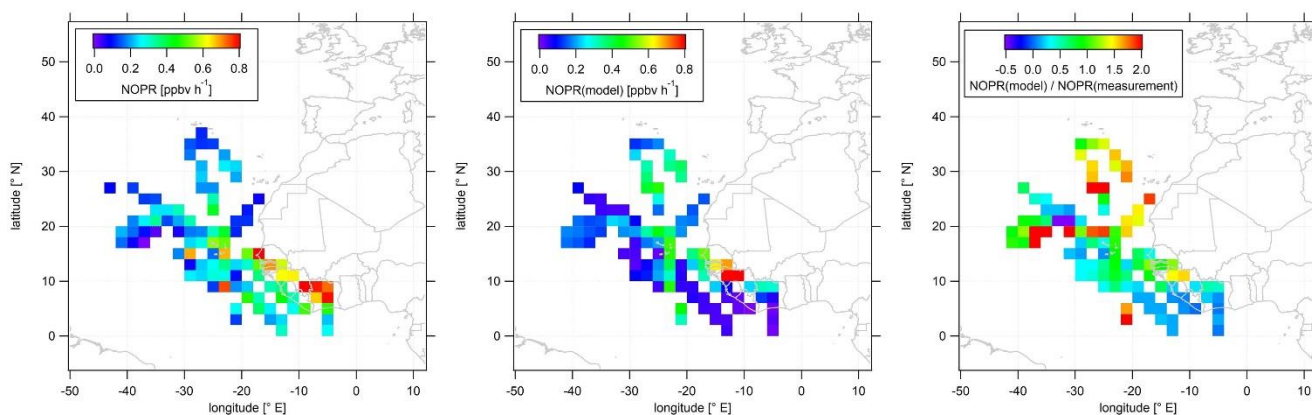 0.0 0.2 0.4 0.6 0.8
NOPR [ppbv h⁻¹]
50
40
30
20
10
0
latitude [° N]
-50 -40 -30 -20 -10 0 10
longitude [° E]
0.0 0.2 0.4 0.6 0.8
NOPR(model) [ppbv h⁻¹]
50
40
30
20
10
0
latitude [° N]
-50 -40 -30 -20 -10 0 10
longitude [° E]
-0.5 0.0 0.5 1.0 1.5 2.0
NOPR(model) / NOPR(measurement)
50
40
30
20
10
0
latitude [° N]
-50 -40 -30 -20 -10 0 10
longitude [° E]